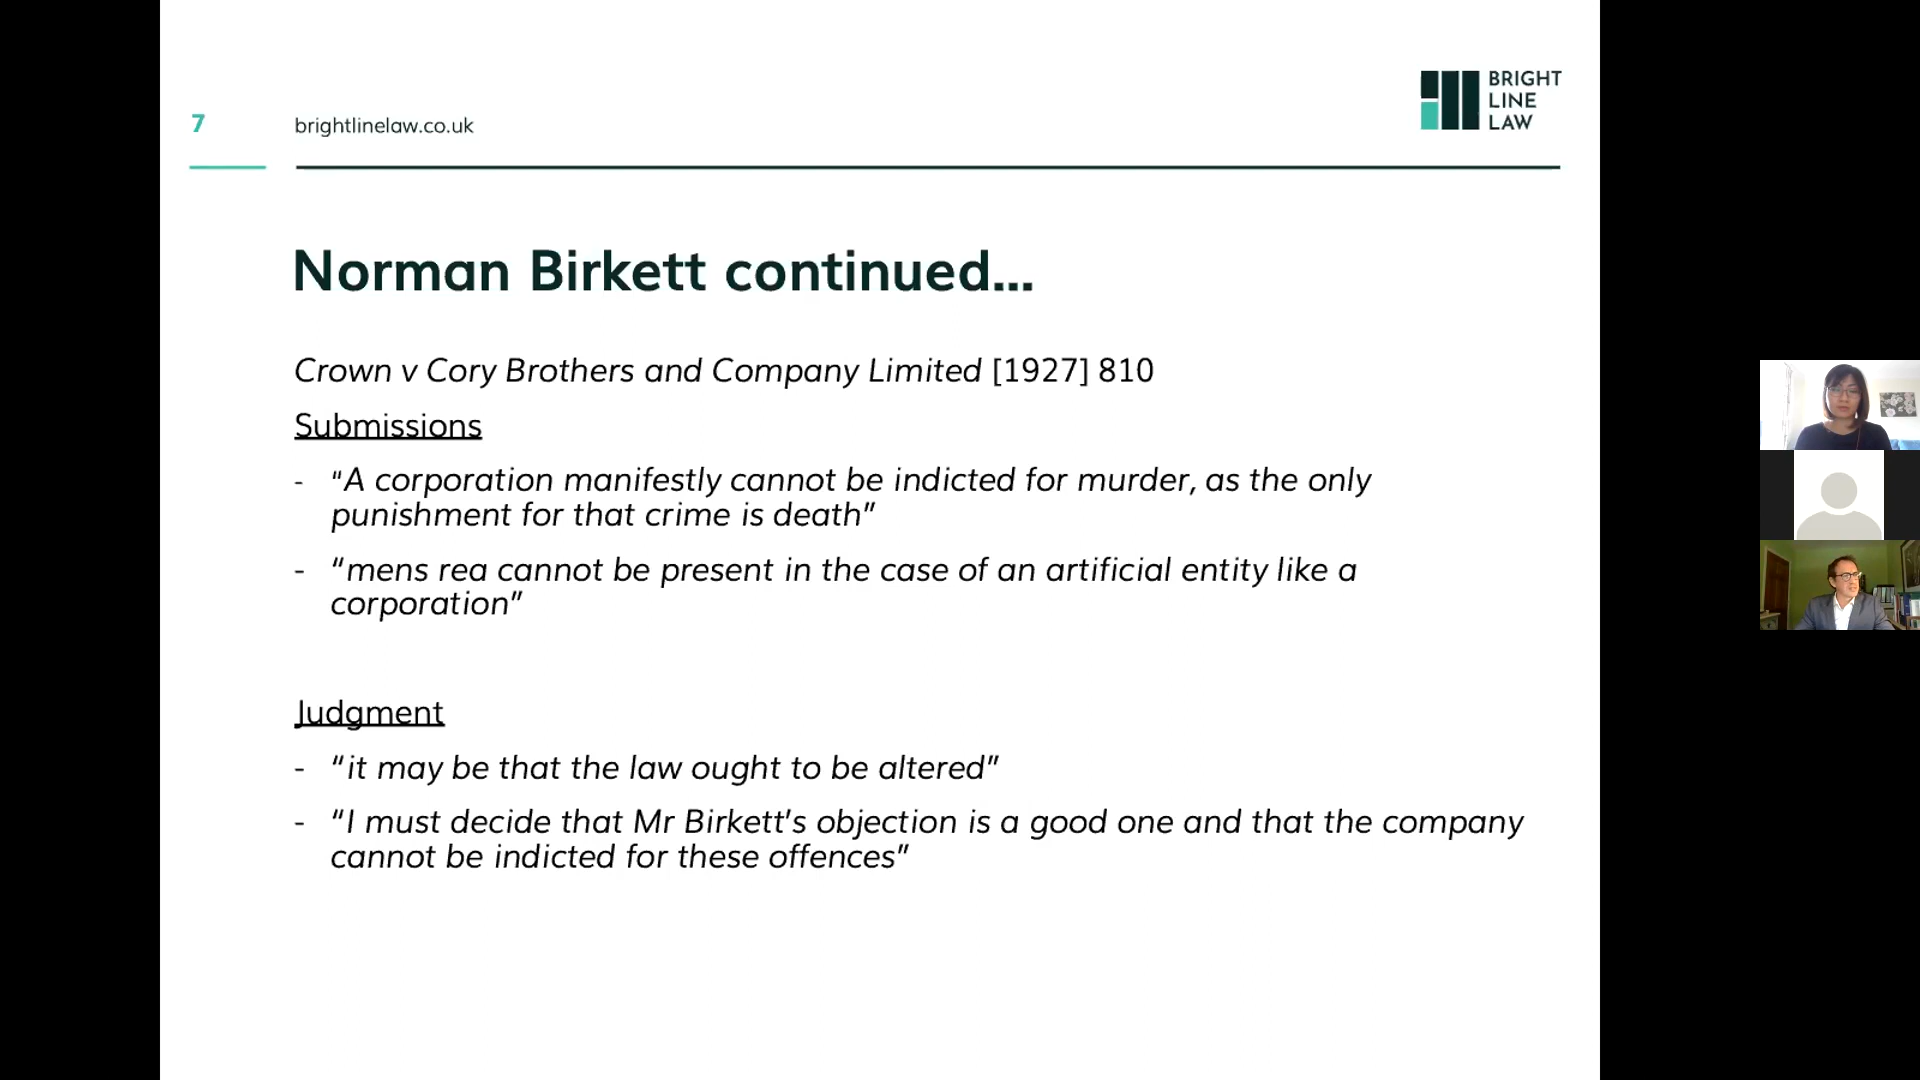 7
brightlinelaw.co.uk
BRIGHT
LINE
LAW
Norman Birkett continued...
Crown v Cory Brothers and Company Limited [1927] 810
Submissions
- “A corporation manifestly cannot be indicted for murder, as the only
punishment for that crime is death”
- “mens rea cannot be present in the case of an artificial entity like a
corporation”
Judgment
- “it may be that the law ought to be altered”
- “I must decide that Mr Birkett’s objection is a good one and that the company
cannot be indicted for these offences”